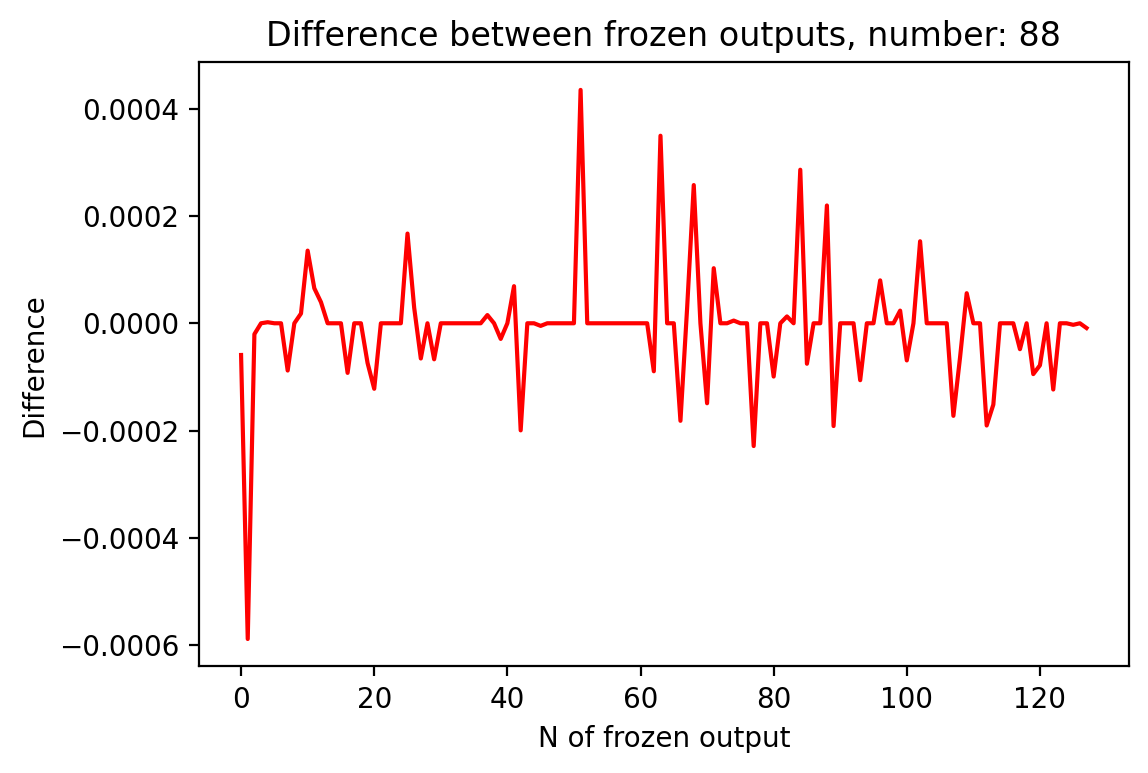 Difference between frozen outputs, number: 88
0.0004
0.0002
0.0000
−0.0002
−0.0004
−0.0006
Difference
0 20 40 60 80 100 120
N of frozen output